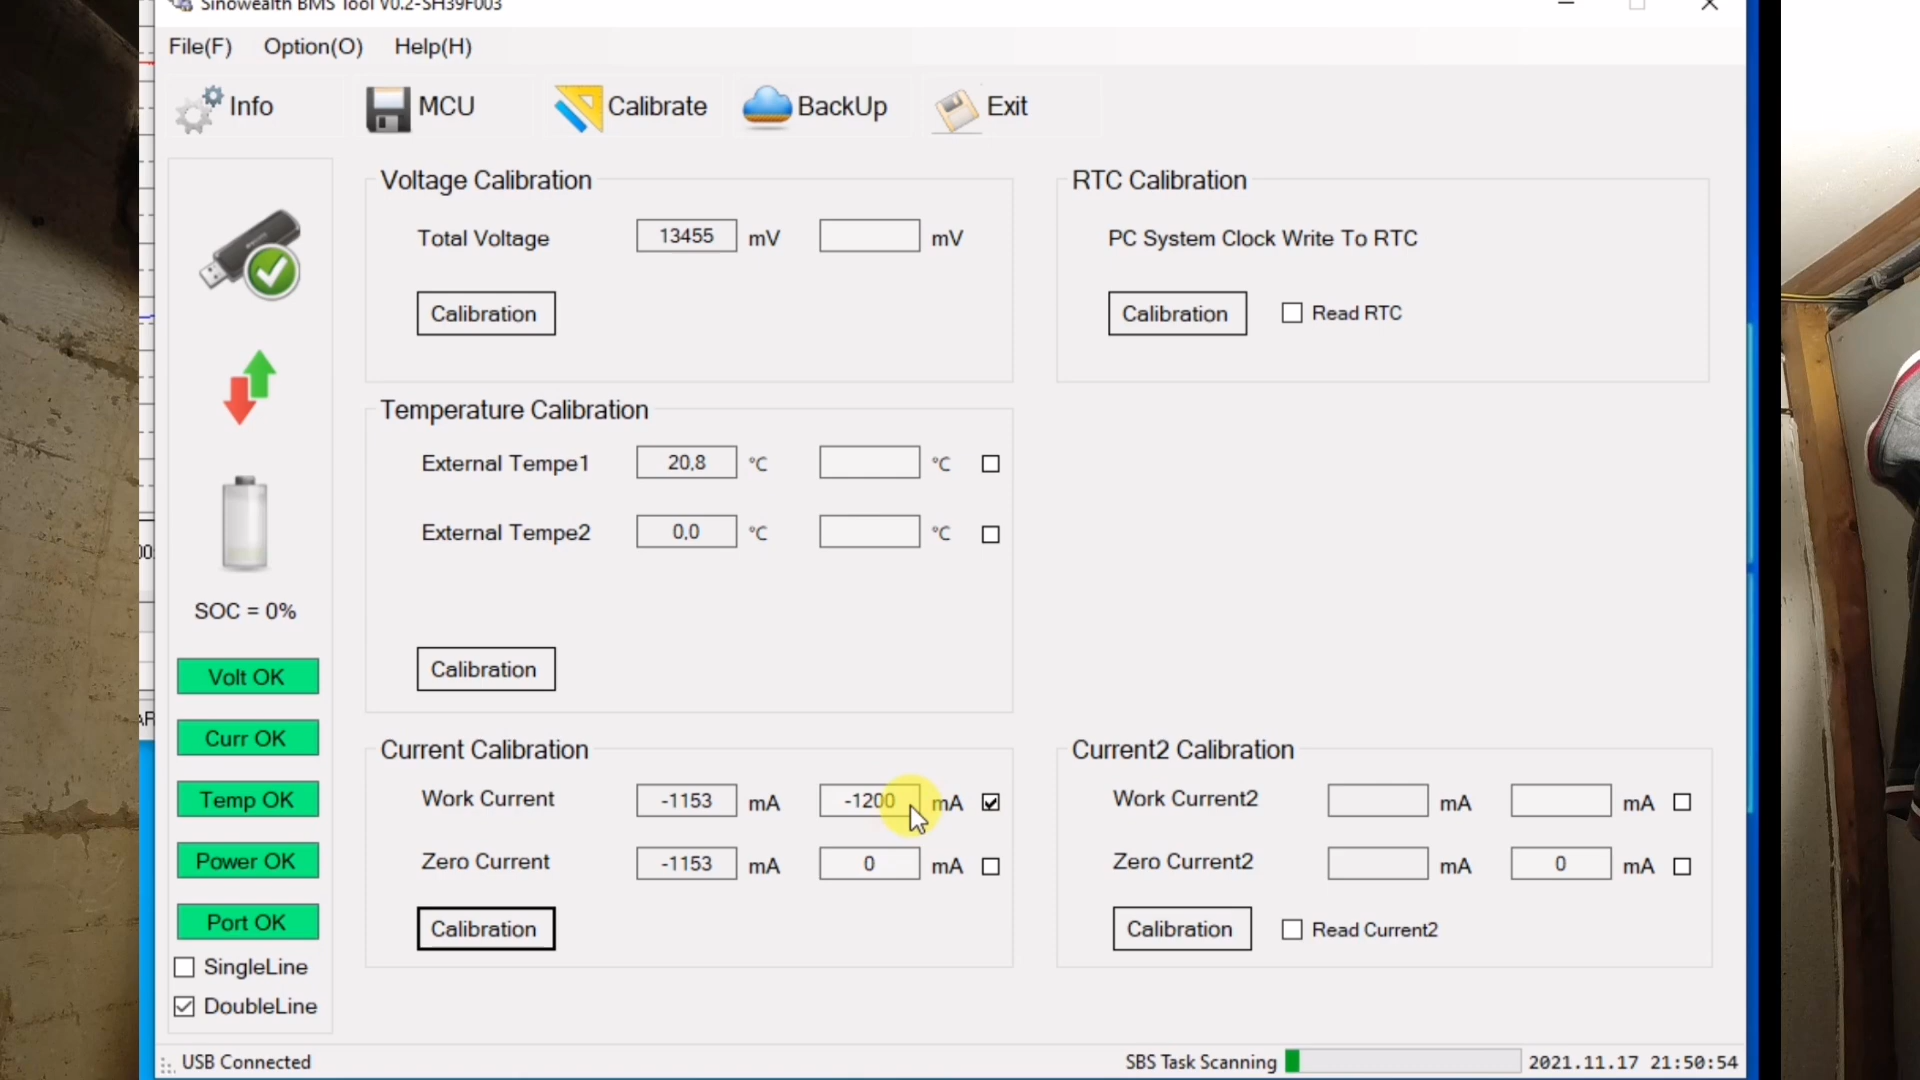 Sinowealth BMS Tool V0.2-SH39F003
File(F) Option(O) Help(H)
Info MCU Calibrate BackUp Exit
Voltage Calibration
Total Voltage 13455 mV mV
Calibration
RTC Calibration
PC System Clock Write To RTC
Calibration Read RTC
Temperature Calibration
External Tempe1 20,8 °C °C
External Tempe2 0,0 °C °C
Calibration
SOC = 0%
Volt OK
Curr OK
Temp OK
Power OK
Port OK
SingleLine
DoubleLine
Current Calibration
Work Current -1153 mA -1200 mA
Zero Current -1153 mA 0 mA
Calibration
Current2 Calibration
Work Current2 mA mA
Zero Current2 mA 0 mA
Calibration Read Current2
USB Connected SBS Task Scanning 2021.11.17 21:50:54